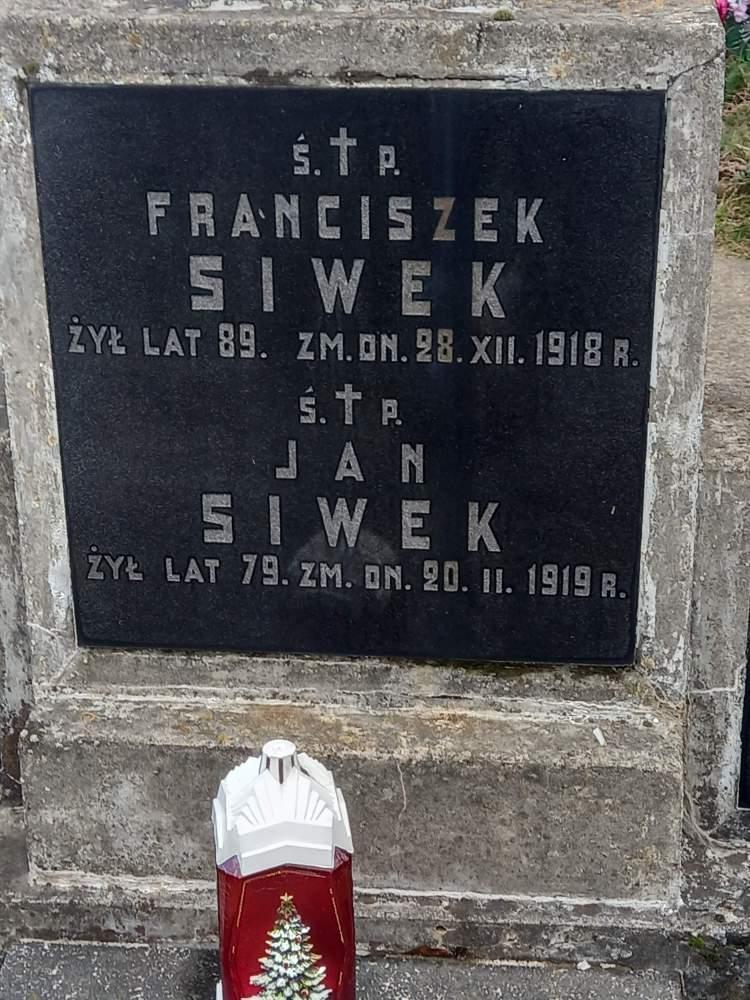 Ś.†P.
FRANCISZEK
SIWEK
ŻYŁ LAT 89. ZM. DN. 28. XII. 1918 R.
Ś.†P.
JAN
SIWEK
ŻYŁ LAT 79. ZM. DN. 20. II. 1919 R.